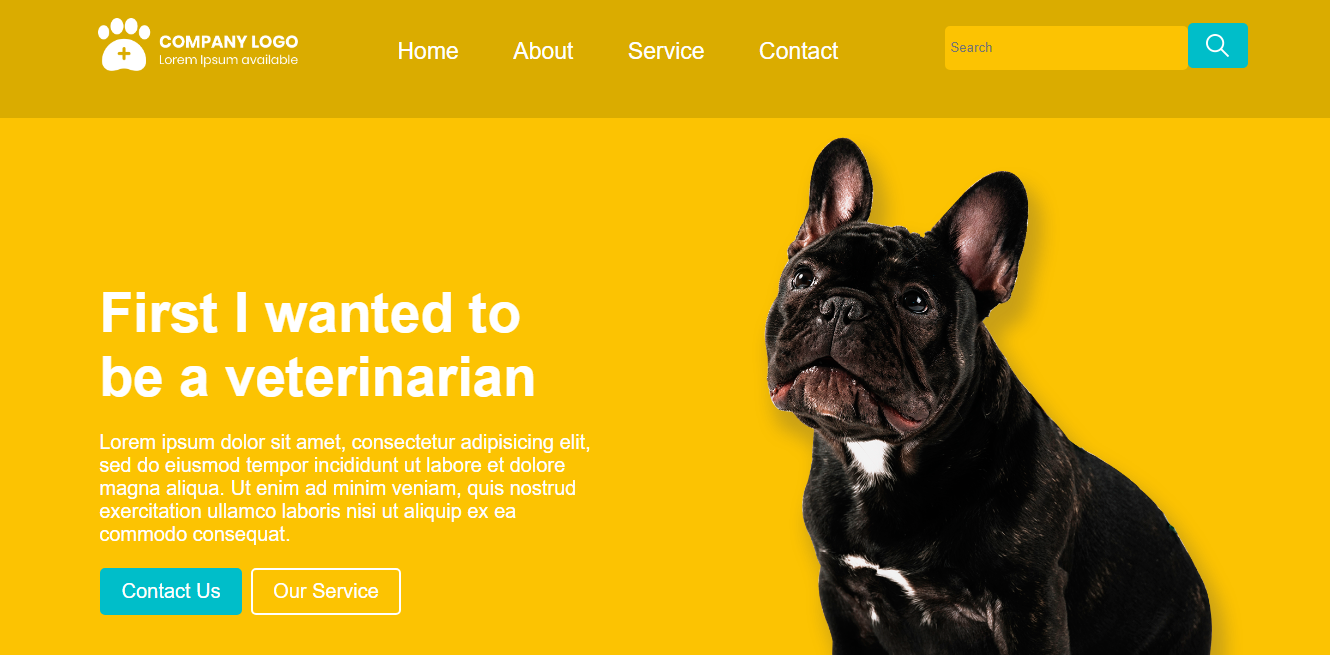 COMPANY LOGO
Lorem Ipsum available
Home About Service Contact
Search
First I wanted to
be a veterinarian
Lorem ipsum dolor sit amet, consectetur adipisicing elit,
sed do eiusmod tempor incididunt ut labore et dolore
magna aliqua. Ut enim ad minim veniam, quis nostrud
exercitation ullamco laboris nisi ut aliquip ex ea
commodo consequat.
Contact Us Our Service